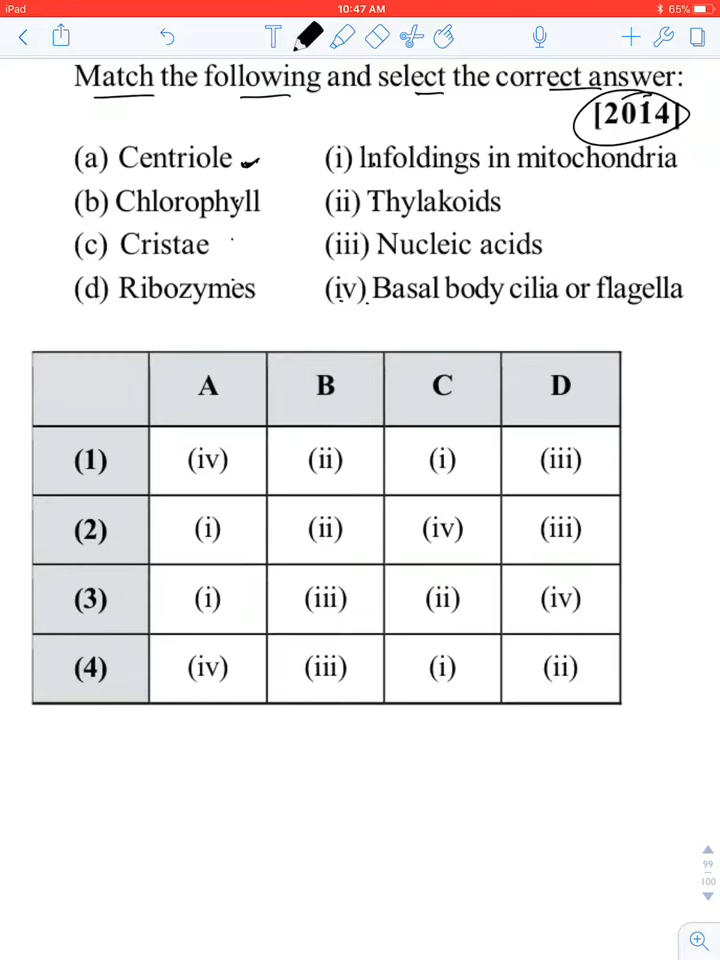 iPad 10:47 AM 65%
T
Match the following and select the correct answer:
[2014]
(a) Centriole (i) Infoldings in mitochondria
(b) Chlorophyll (ii) Thylakoids
(c) Cristae (iii) Nucleic acids
(d) Ribozymes (iv) Basal body cilia or flagella
A B C D
(1) (iv) (ii) (i) (iii)
(2) (i) (ii) (iv) (iii)
(3) (i) (iii) (ii) (iv)
(4) (iv) (iii) (i) (ii)
99
100